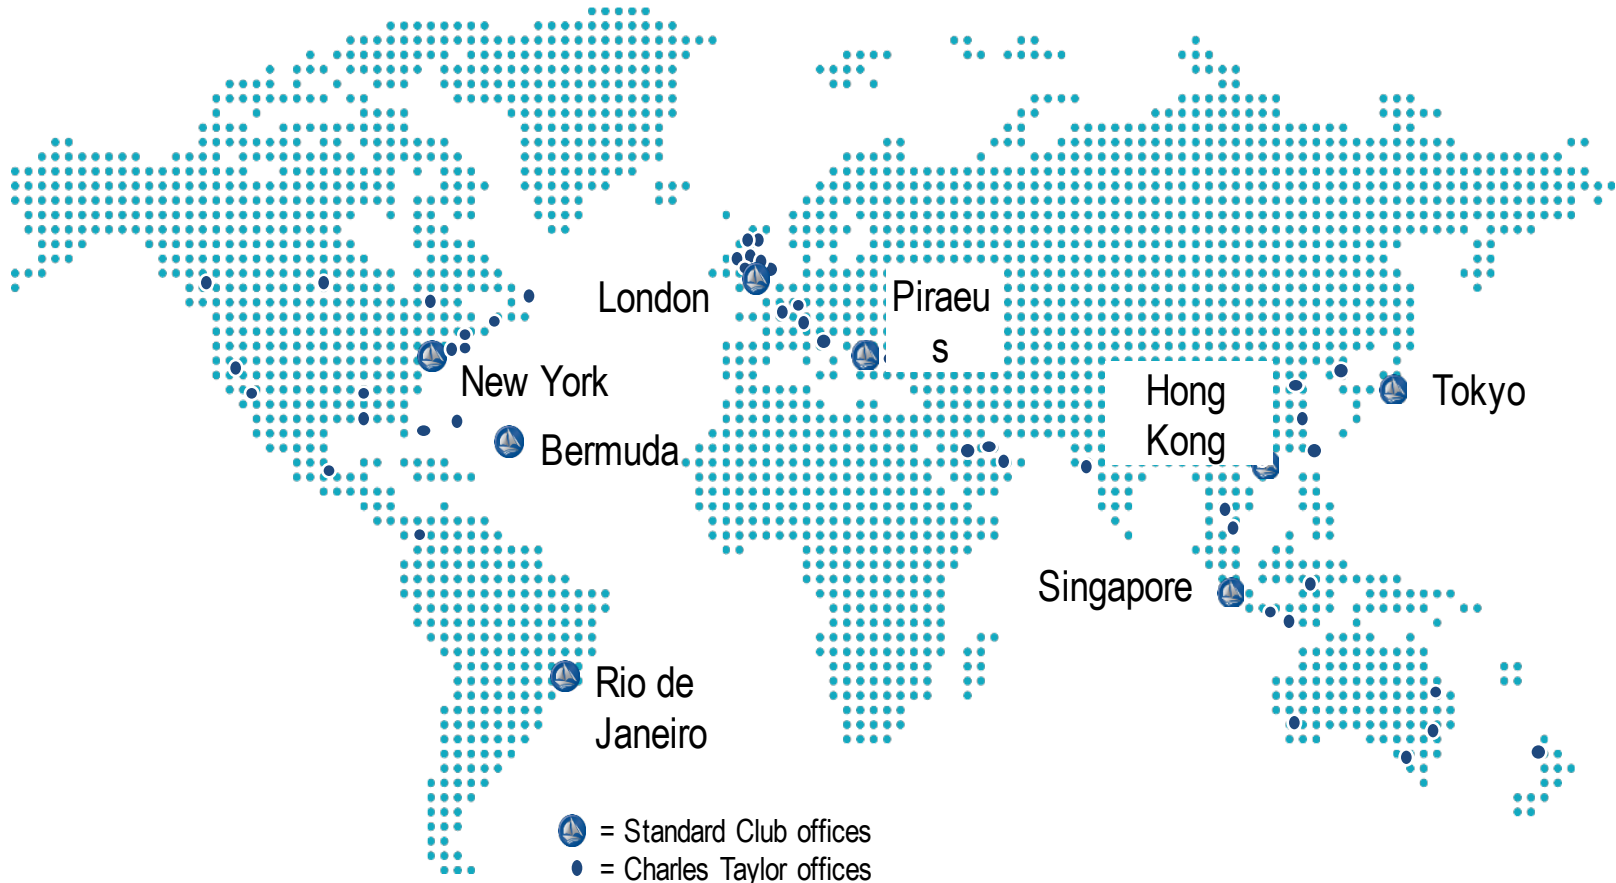 London
Piraeu
s
New York
Hong
Kong
Tokyo
Bermuda
Singapore
Rio de
Janeiro
= Standard Club offices
= Charles Taylor offices